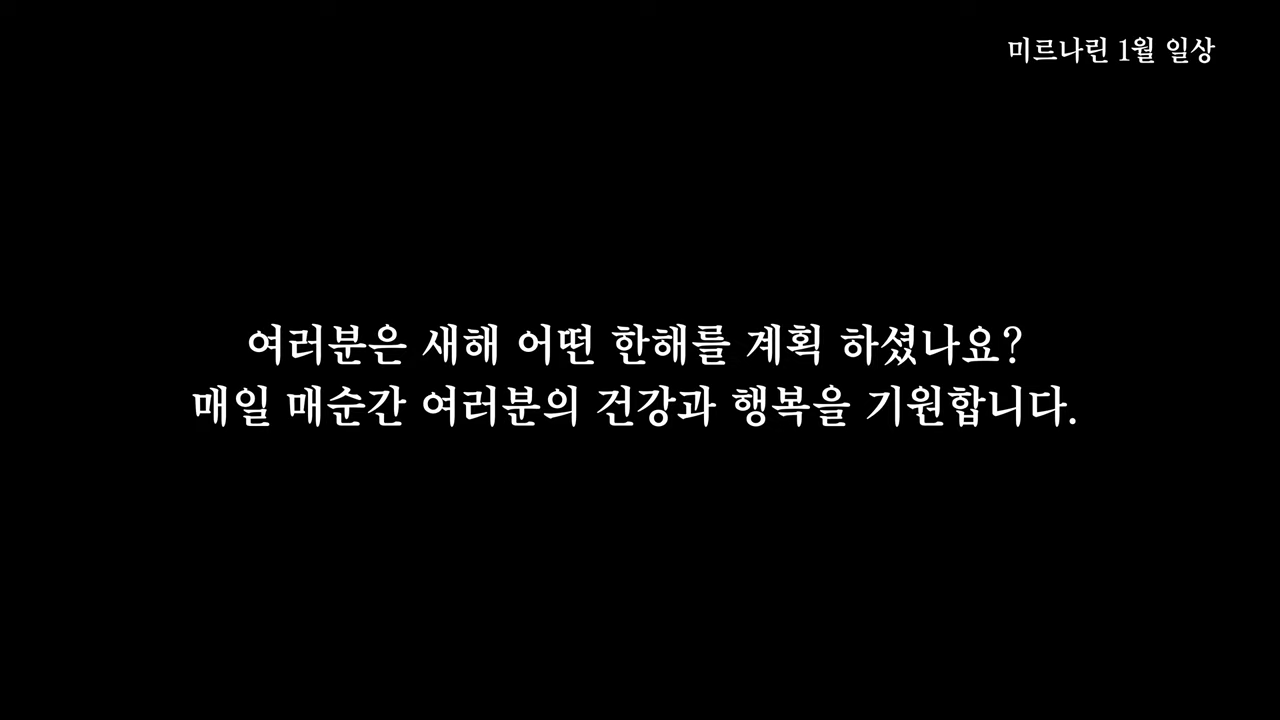 미르나린 1월 일상
여러분은 새해 어떤 한해를 계획 하셨나요?
매일 매순간 여러분의 건강과 행복을 기원합니다.